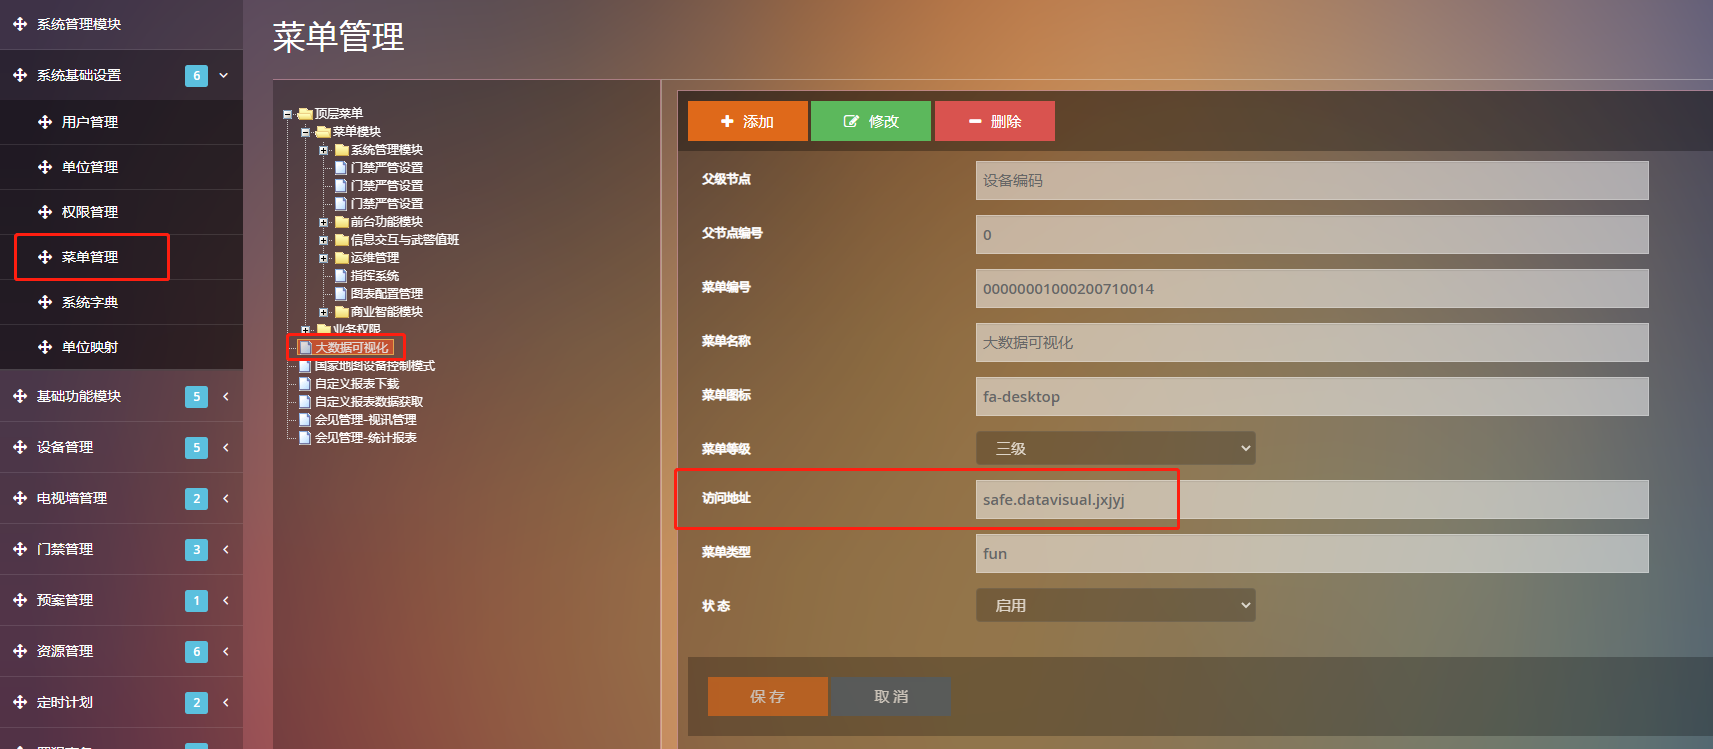 系统管理模块
系统基础设置 6
用户管理
单位管理
权限管理
菜单管理
系统字典
单位映射
基础功能模块 5
设备管理 5
电视墙管理 2
门禁管理 3
预案管理 1
资源管理 6
定时计划 2
菜单管理
顶层菜单
菜单模块
系统管理模块
门禁严管设置
门禁严管设置
门禁严管设置
前台功能模块
信息交互与武警值班
运维管理
指挥系统
图表配置管理
商业智能模块
业务权限
大数据可视化
国家地图设备控制模式
自定义报表下载
自定义报表数据获取
会见管理-视讯管理
会见管理-统计报表
添加 修改 删除
父级节点 设备编码
父节点编号 0
菜单编号 00000001000200710014
菜单名称 大数据可视化
菜单图标 fa-desktop
菜单等级 三级
访问地址 safe.datavisual.jxjyj
菜单类型 fun
状态 启用
保存 取消